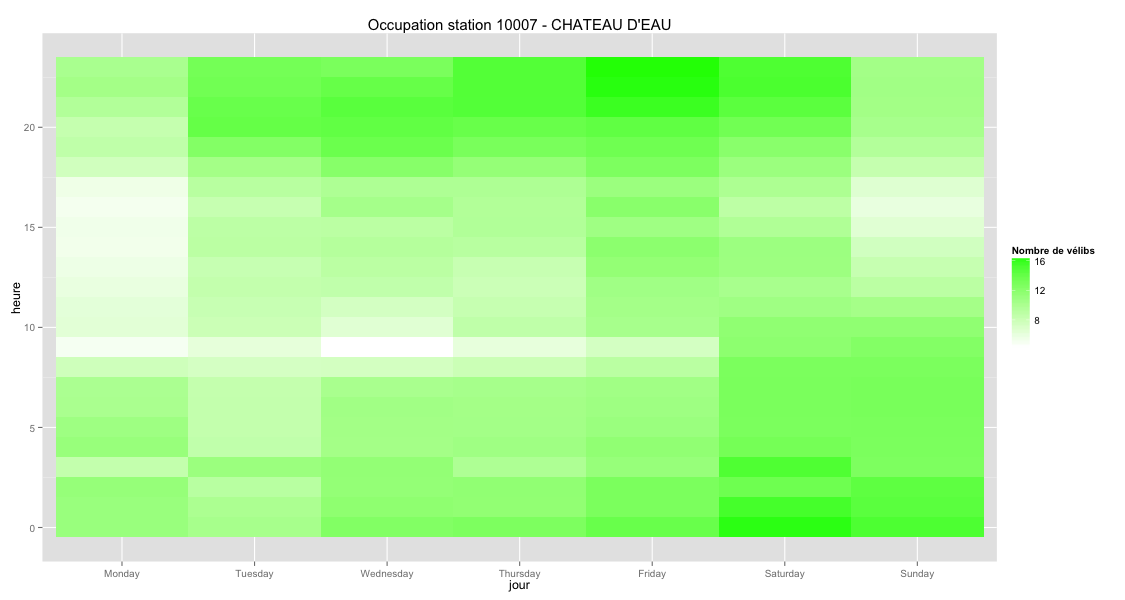 Occupation station 10007 - CHATEAU D'EAU
heure
20
15
10
5
0
Monday Tuesday Wednesday Thursday Friday Saturday Sunday
jour
Nombre de vélibs
16
12
8